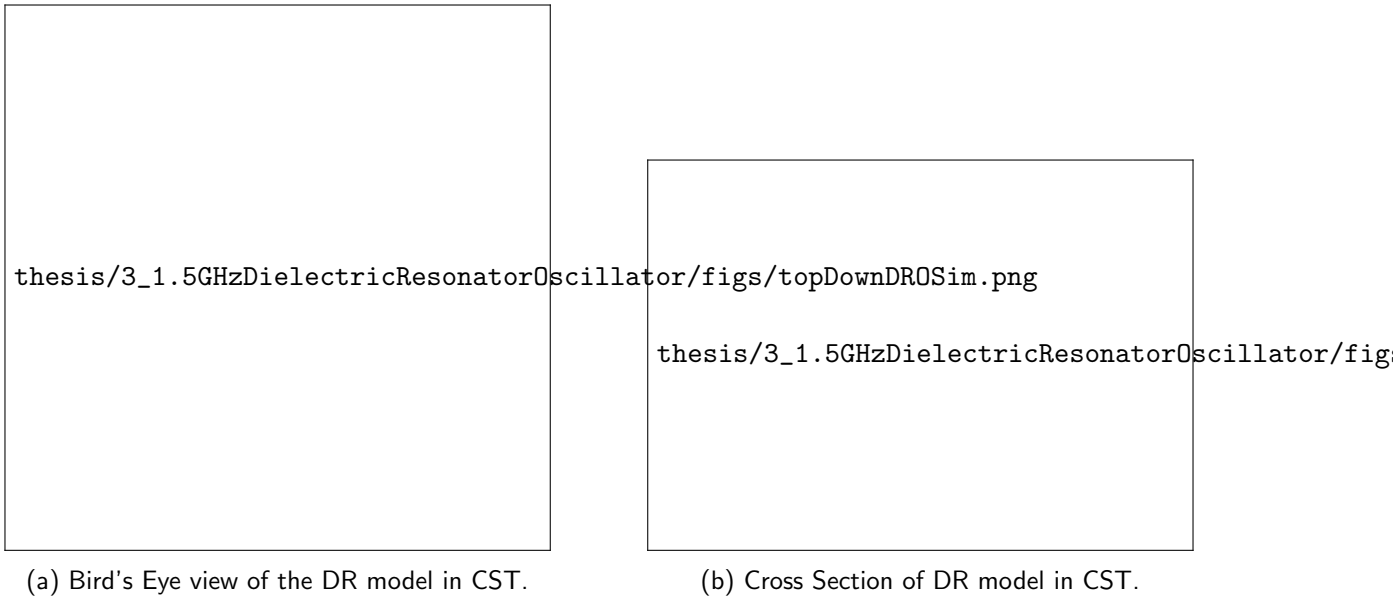 thesis/3_1.5GHzDielectricResonatorOscillator/figs/topDownDROSim.png
thesis/3_1.5GHzDielectricResonatorOscillator/figs
(a) Bird's Eye view of the DR model in CST.
(b) Cross Section of DR model in CST.